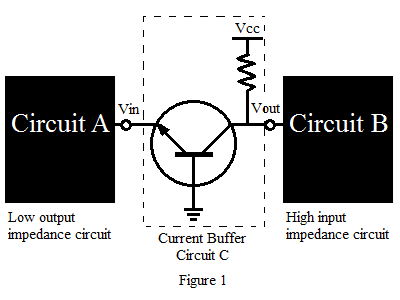 Vcc
Vin
Vout
Circuit A
Circuit B
Low output
impedance circuit
High input
impedance circuit
Current Buffer
Circuit C
Figure 1